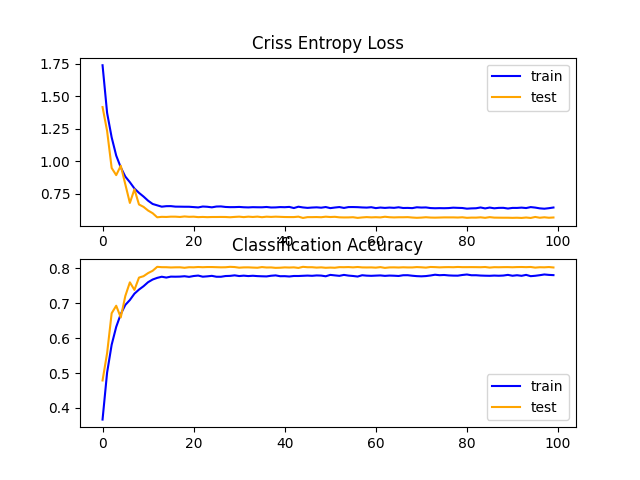 Criss Entropy Loss
1.75
1.50
1.25
1.00
0.75
train
test
0 20 40 60 80 100
Classification Accuracy
0.8
0.7
0.6
0.5
0.4
train
test
0 20 40 60 80 100